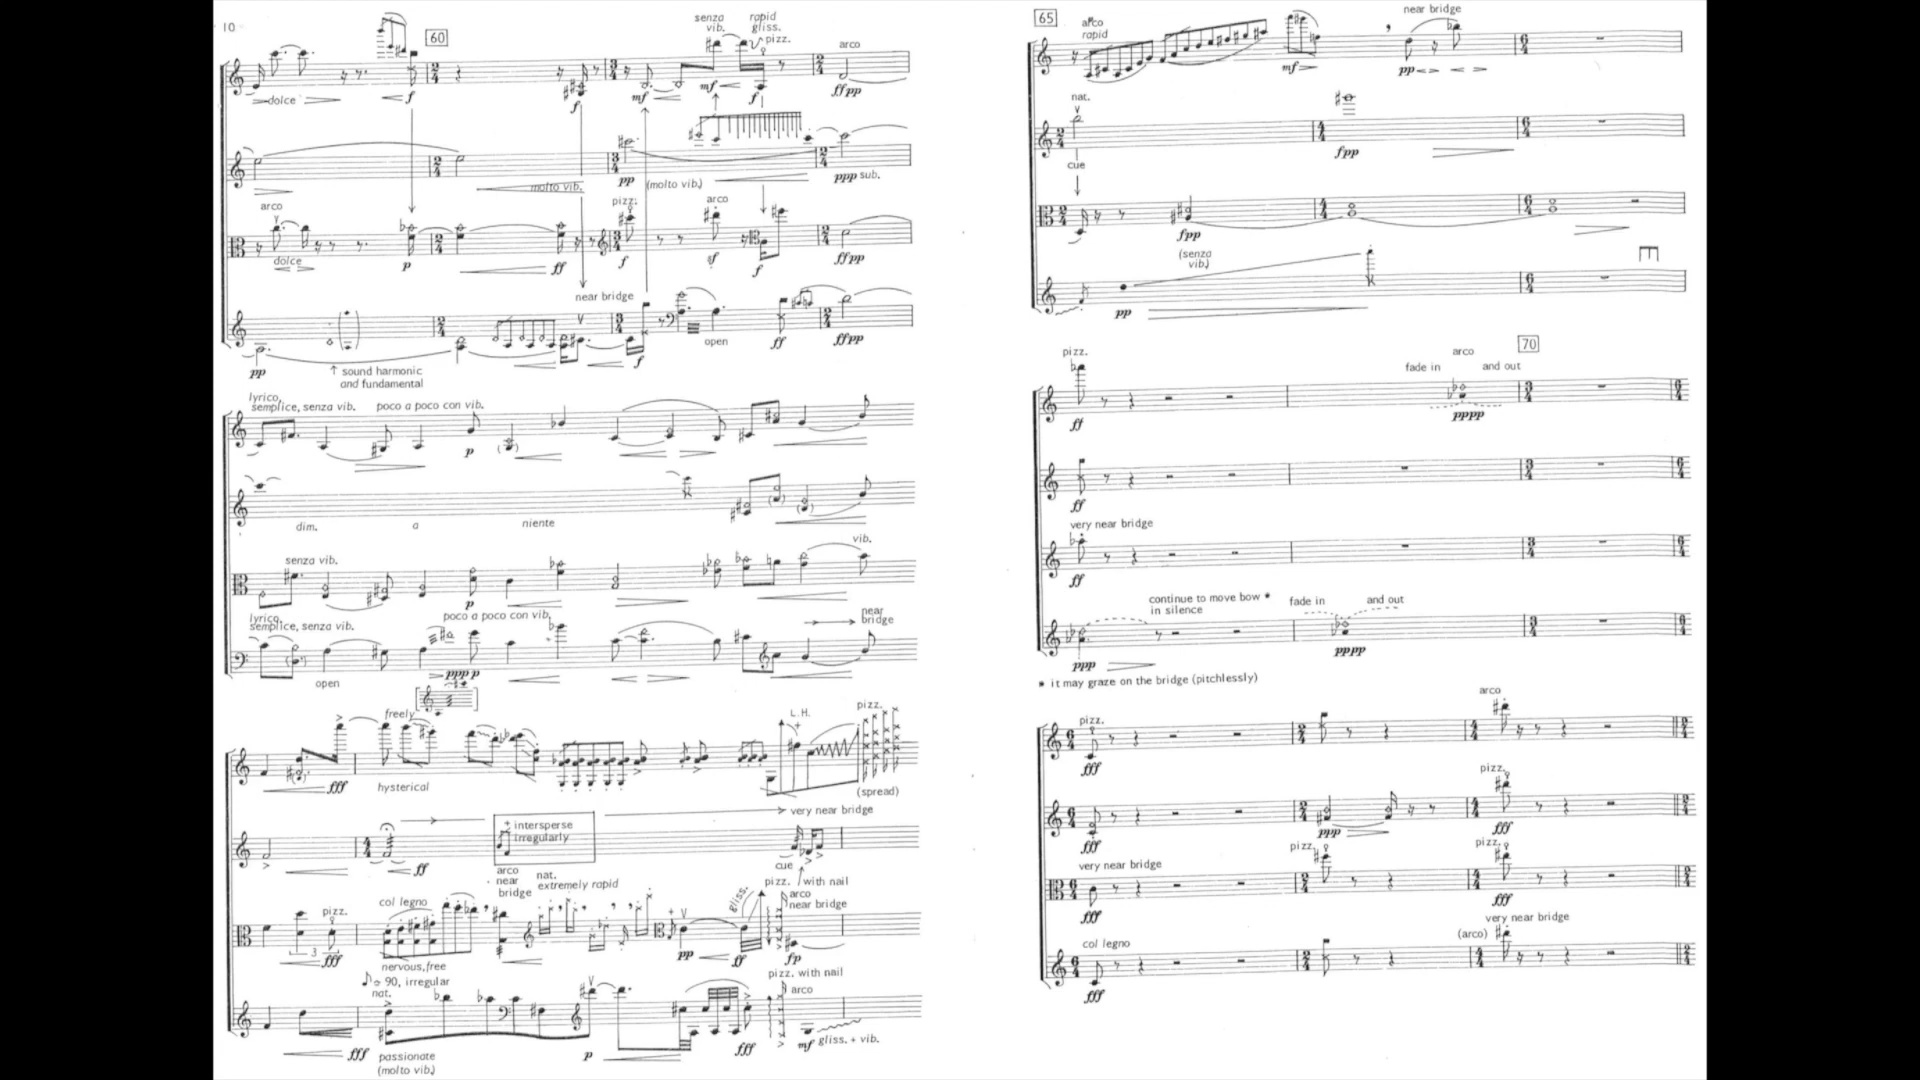 10
60
senza
vib.
rapid
gliss.
pizz.
arco
dolce
f
f
mf
mf
f
ffpp
molto vib.
pp
(molto vib.)
ppp sub.
arco
pizz.
arco
dolce
p
ff
f
sf
f
ffpp
near bridge
pp
sound harmonic
and fundamental
f
open
ff
ffpp
lyrico,
semplice, senza vib.
poco a poco con vib.
p
dim. a niente
senza vib.
vib.
p
lyrico,
semplice, senza vib.
poco a poco con vib.
near
bridge
open
ppp p
freely
L.H.
pizz.
fff
hysterical
(spread)
very near bridge
+ intersperse
irregularly
ff
cue
arco
near
bridge
nat.
extremely rapid
pizz. with nail
arco
near bridge
pizz.
col legno
gliss.
3
fff
pp
ff
fp
nervous, free
90, irregular
nat.
pizz. with nail
arco
fff
passionate
(molto vib.)
p
fff
mf gliss. + vib.
65
arco
rapid
near bridge
mf
pp
nat.
cue
fpp
fpp
(senza
vib.)
pp
pizz.
arco
70
fade in
and out
ff
pppp
ff
very near bridge
ff
continue to move bow *
in silence
fade in
and out
ppp
pppp
* it may graze on the bridge (pitchlessly)
pizz.
arco
fff
pizz.
fff
ppp
fff
very near bridge
pizz.
pizz.
fff
fff
col legno
(arco)
very near bridge
fff